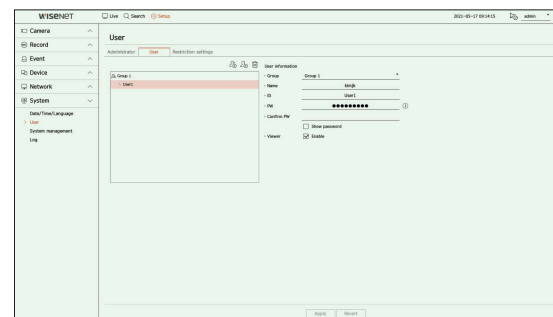 WISENET
Live Search Setup 2021-05-17 09:14:15 admin
Camera
Record
Event
Device
Network
System
Date/Time/Language
User
System management
Log
User
Administrator User Restriction settings
Group 1
User1
User information
Group Group 1
Name kimjk
ID User1
PW ●●●●●●●●●
Confirm PW
Show password
Viewer Enable
Apply Revert